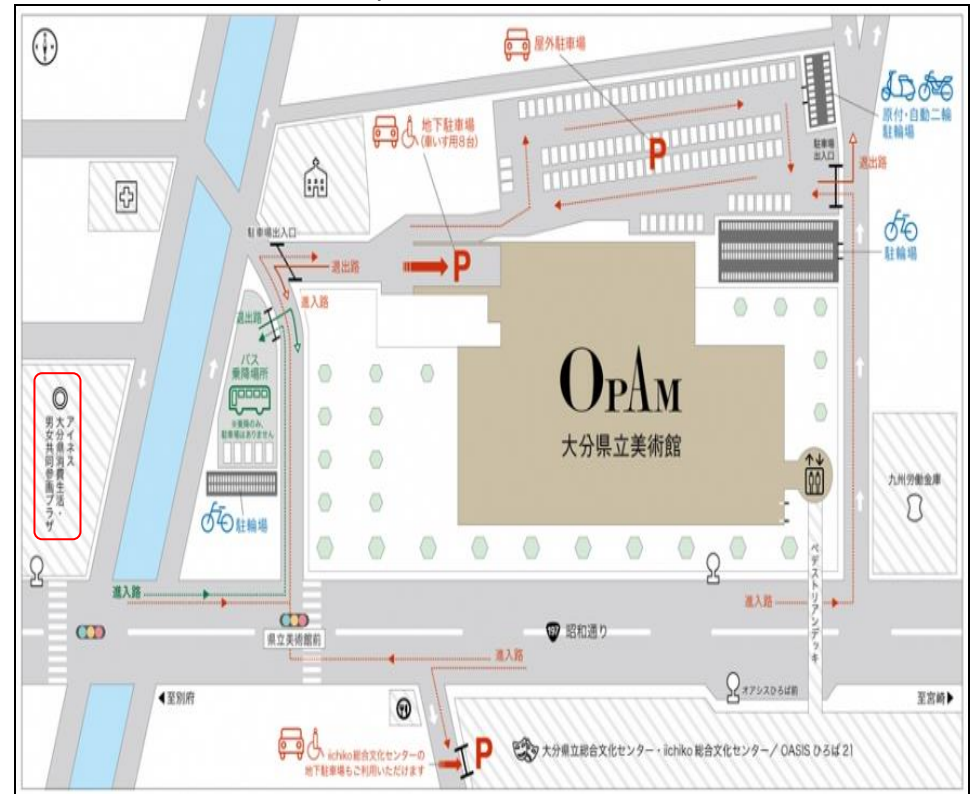 屋外駐車場
原付・自動二輪
駐輪場
地下駐車場
(車いす用8台)
P
駐車場
出入口
退出路
駐輪場
駐車場出入口
P
退出路
進入路
退出路
バス
乗降場所
※乗降のみ、
駐車場はありません
OPAM
大分県立美術館
アイネス
大分県消費生活・
男女共同参画プラザ
駐輪場
九州労働金庫
ペデストリアンデッキ
進入路
進入路
県立美術館前
197 昭和通り
進入路
至別府
オアシスひろば前
至宮崎
iichiko総合文化センターの
地下駐車場もご利用いただけます
P
大分県立総合文化センター・iichiko総合文化センター/OASISひろば21